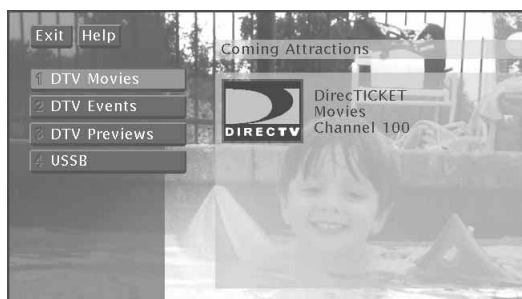 Exit Help
Coming Attractions
1 DTV Movies
2 DTV Events
3 DTV Previews
4 USSB
DIRECTV
DirecTICKET
Movies
Channel 100